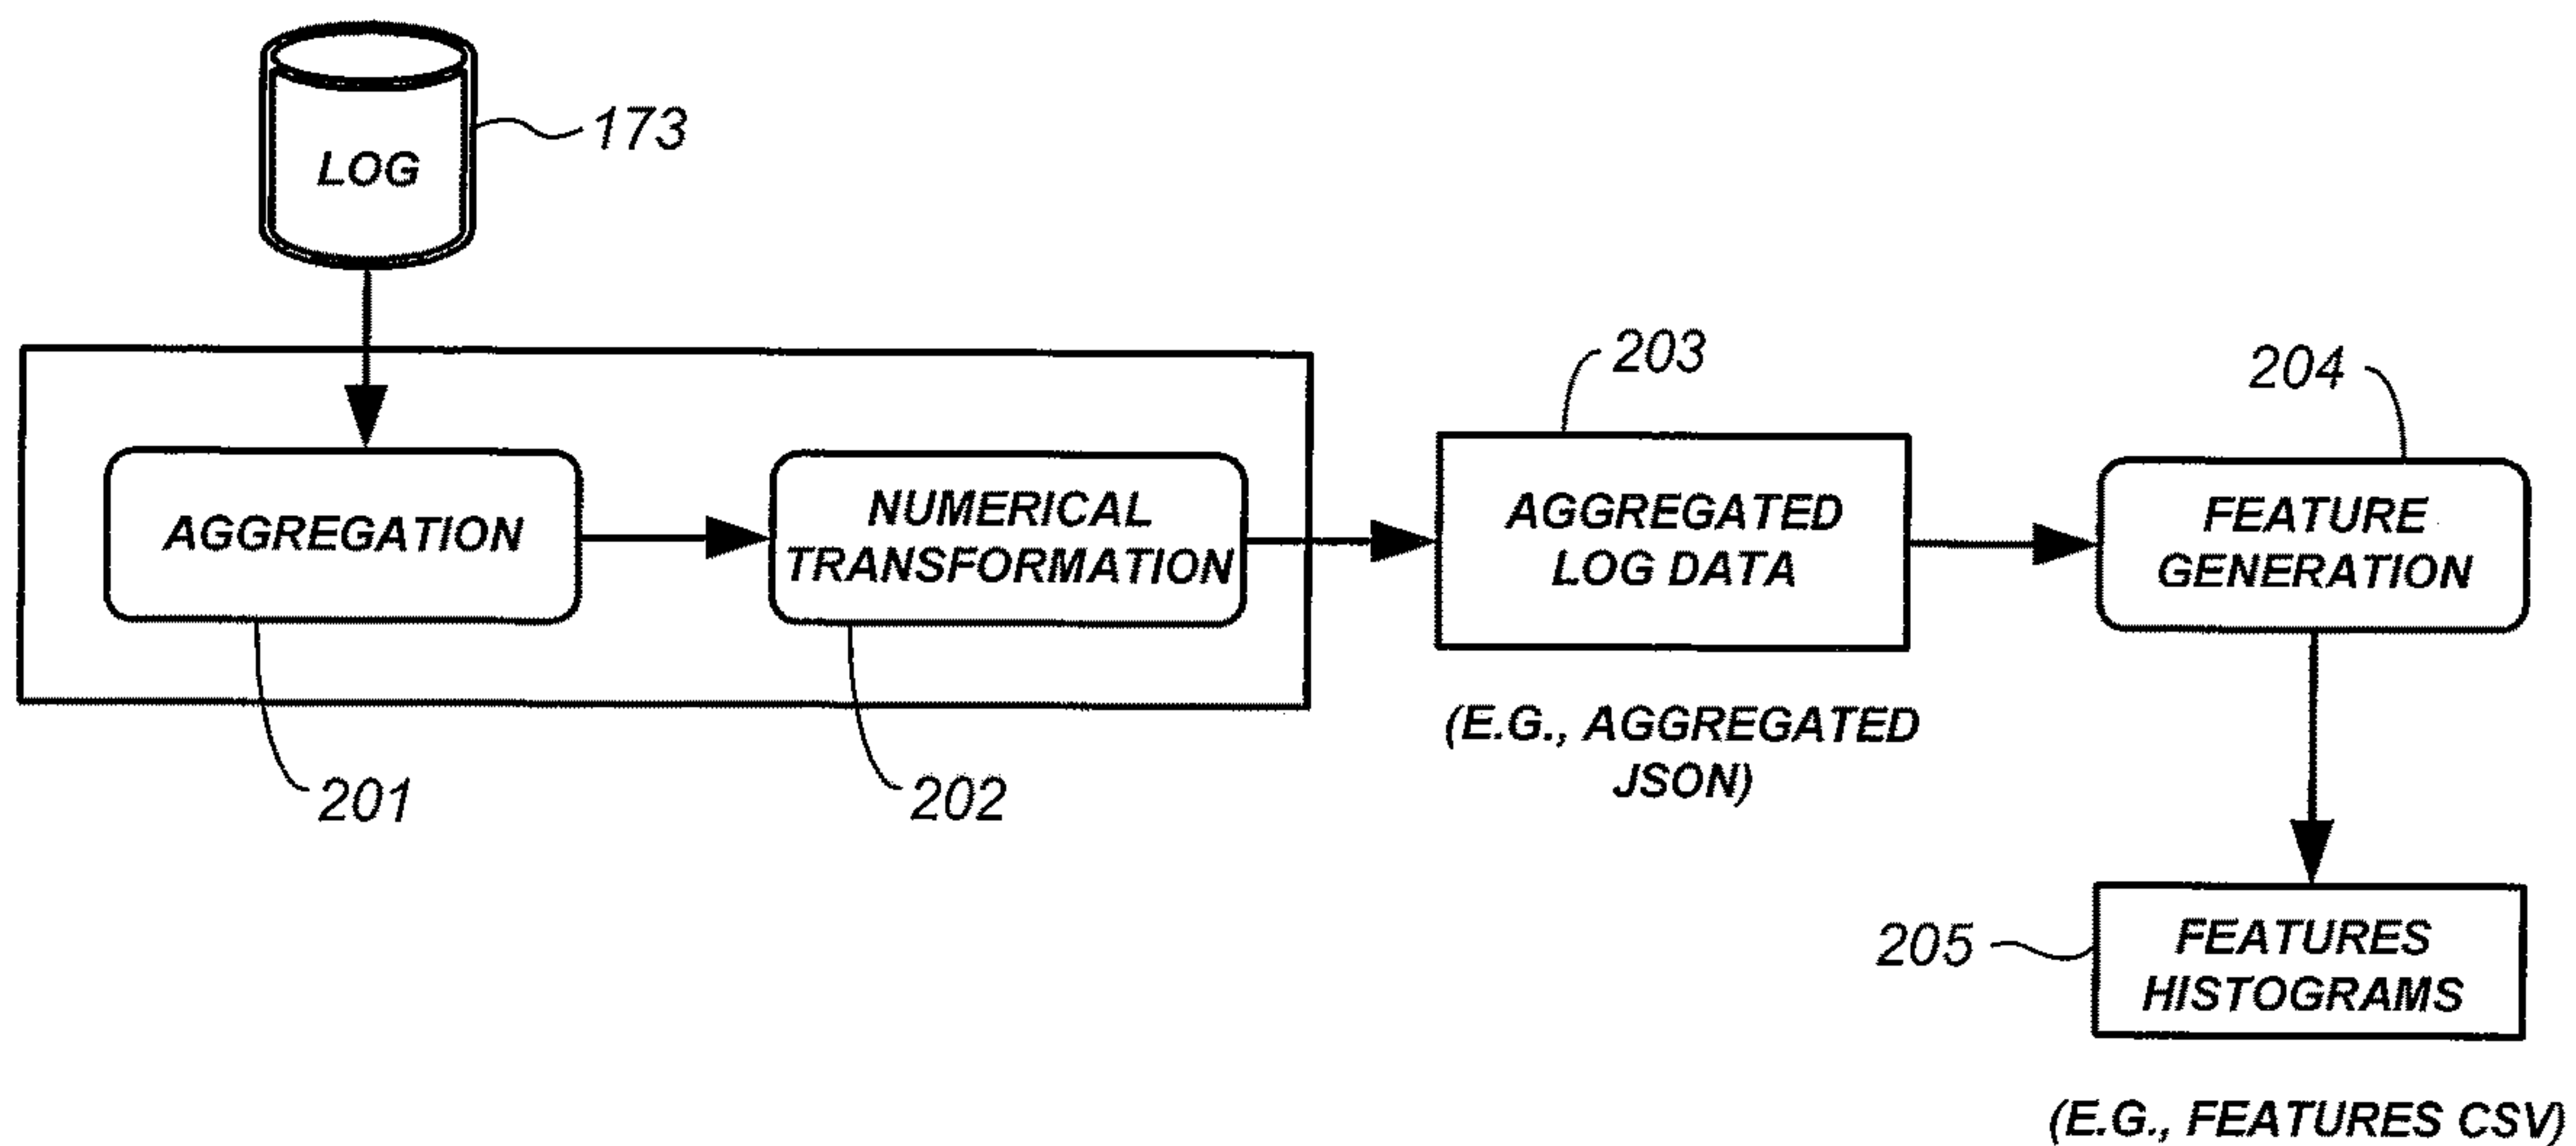 LOG
173
AGGREGATION
201
NUMERICAL
TRANSFORMATION
202
203
AGGREGATED
LOG DATA
(E.G., AGGREGATED
JSON)
204
FEATURE
GENERATION
205
FEATURES
HISTOGRAMS
(E.G., FEATURES CSV)